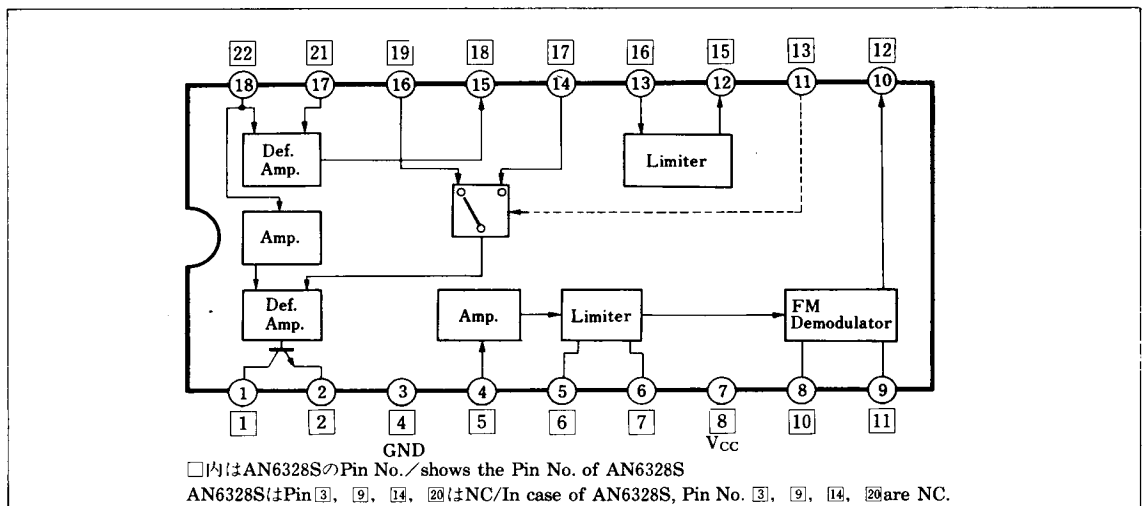 22 21 19 18 17 16 15 13 12
18 17 16 15 14 13 12 11 10
Def. Amp.
Limiter
Amp.
Def. Amp.
Amp.
Limiter
FM Demodulator
1 2 3 4 5 6 7 8 9
1 2 4 5 6 7 8 10 11
GND VCC
□内はAN6328SのPin No./shows the Pin No. of AN6328S
AN6328SはPin 3, 9, 14, 20はNC/In case of AN6328S, Pin No. 3, 9, 14, 20 are NC.